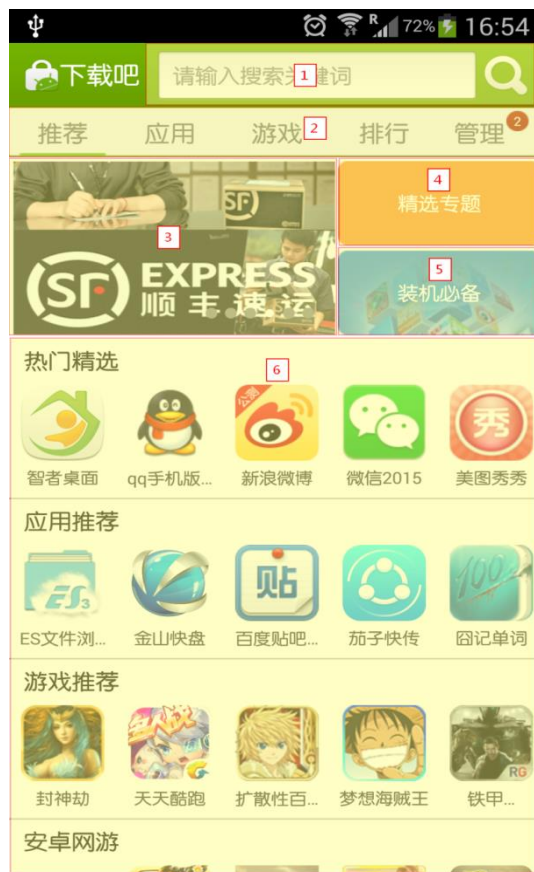 R 72% 16:54
下载吧 请输入搜索关键词 1
推荐 应用 游戏 2 排行 管理 2
SF
3
4
精选专题
SF EXPRESS
顺丰速运
5
装机必备
热门精选
6
公测
秀
智者桌面 qq手机版... 新浪微博 微信2015 美图秀秀
应用推荐
ES3 贴 100
ES文件浏... 金山快盘 百度贴吧... 茄子快传 囧记单词
游戏推荐
RG
封神劫 天天酷跑 扩散性百... 梦想海贼王 铁甲...
安卓网游